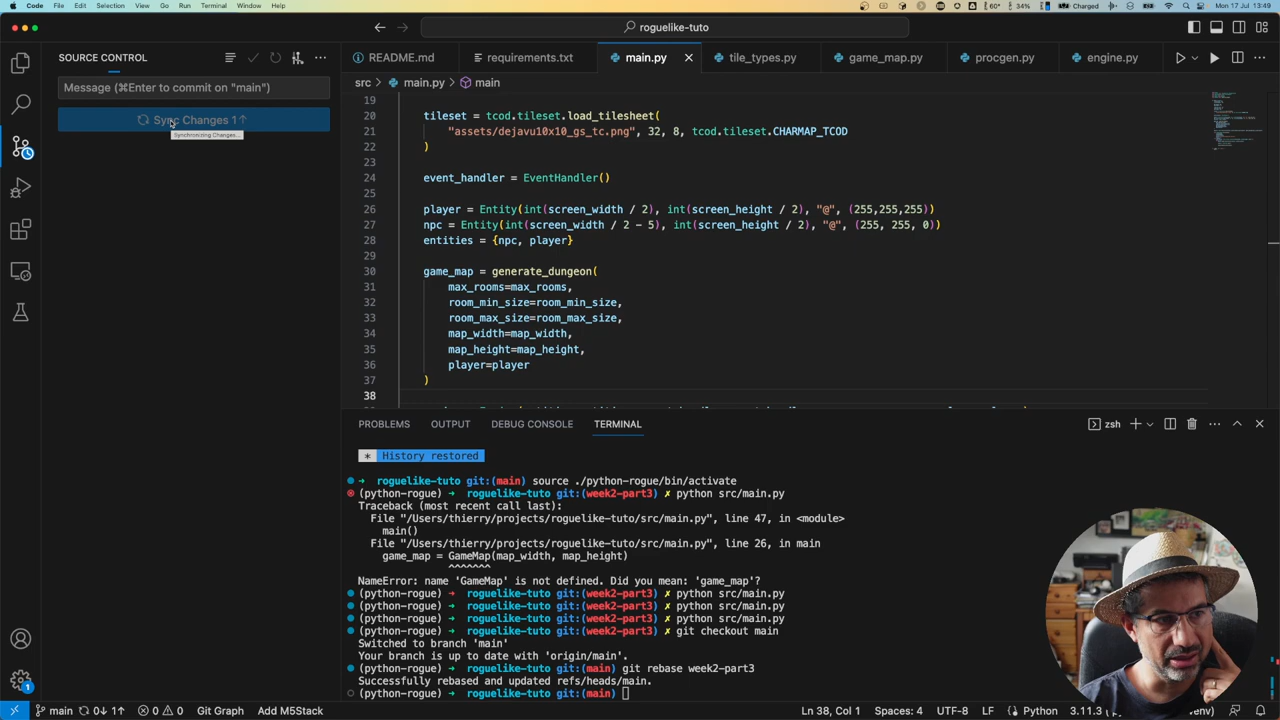 Code File Edit Selection View Go Run Terminal Window Help
60° 34% Charged Mon 17 Jul 13:49
roguelike-tuto
SOURCE CONTROL
README.md requirements.txt main.py tile_types.py game_map.py procgen.py engine.py
src > main.py > main
Message (⌘Enter to commit on "main")
Sync Changes 1↑
Synchronizing Changes...
19
20 tileset = tcod.tileset.load_tilesheet(
21 "assets/dejavu10x10_gs_tc.png", 32, 8, tcod.tileset.CHARMAP_TCOD
22 )
23
24 event_handler = EventHandler()
25
26 player = Entity(int(screen_width / 2), int(screen_height / 2), "@", (255,255,255))
27 npc = Entity(int(screen_width / 2 - 5), int(screen_height / 2), "@", (255, 255, 0))
28 entities = {npc, player}
29
30 game_map = generate_dungeon(
31 max_rooms=max_rooms,
32 room_min_size=room_min_size,
33 room_max_size=room_max_size,
34 map_width=map_width,
35 map_height=map_height,
36 player=player
37 )
38
PROBLEMS OUTPUT DEBUG CONSOLE TERMINAL
zsh
* History restored
➜ roguelike-tuto git:(main) source ./python-rogue/bin/activate
(python-rogue) ➜ roguelike-tuto git:(week2-part3) ✗ python src/main.py
Traceback (most recent call last):
File "/Users/thierry/projects/roguelike-tuto/src/main.py", line 47, in <module>
main()
File "/Users/thierry/projects/roguelike-tuto/src/main.py", line 26, in main
game_map = GameMap(map_width, map_height)
^^^^^^^
NameError: name 'GameMap' is not defined. Did you mean: 'game_map'?
(python-rogue) ➜ roguelike-tuto git:(week2-part3) ✗ python src/main.py
(python-rogue) ➜ roguelike-tuto git:(week2-part3) ✗ python src/main.py
(python-rogue) ➜ roguelike-tuto git:(week2-part3) ✗ python src/main.py
(python-rogue) ➜ roguelike-tuto git:(week2-part3) ✗ git checkout main
Switched to branch 'main'
Your branch is up to date with 'origin/main'.
(python-rogue) ➜ roguelike-tuto git:(main) git rebase week2-part3
Successfully rebased and updated refs/heads/main.
(python-rogue) ➜ roguelike-tuto git:(main)
1
main 0↓ 1↑ 0 0 Git Graph Add M5Stack
Ln 38, Col 1 Spaces: 4 UTF-8 LF Python 3.11.3